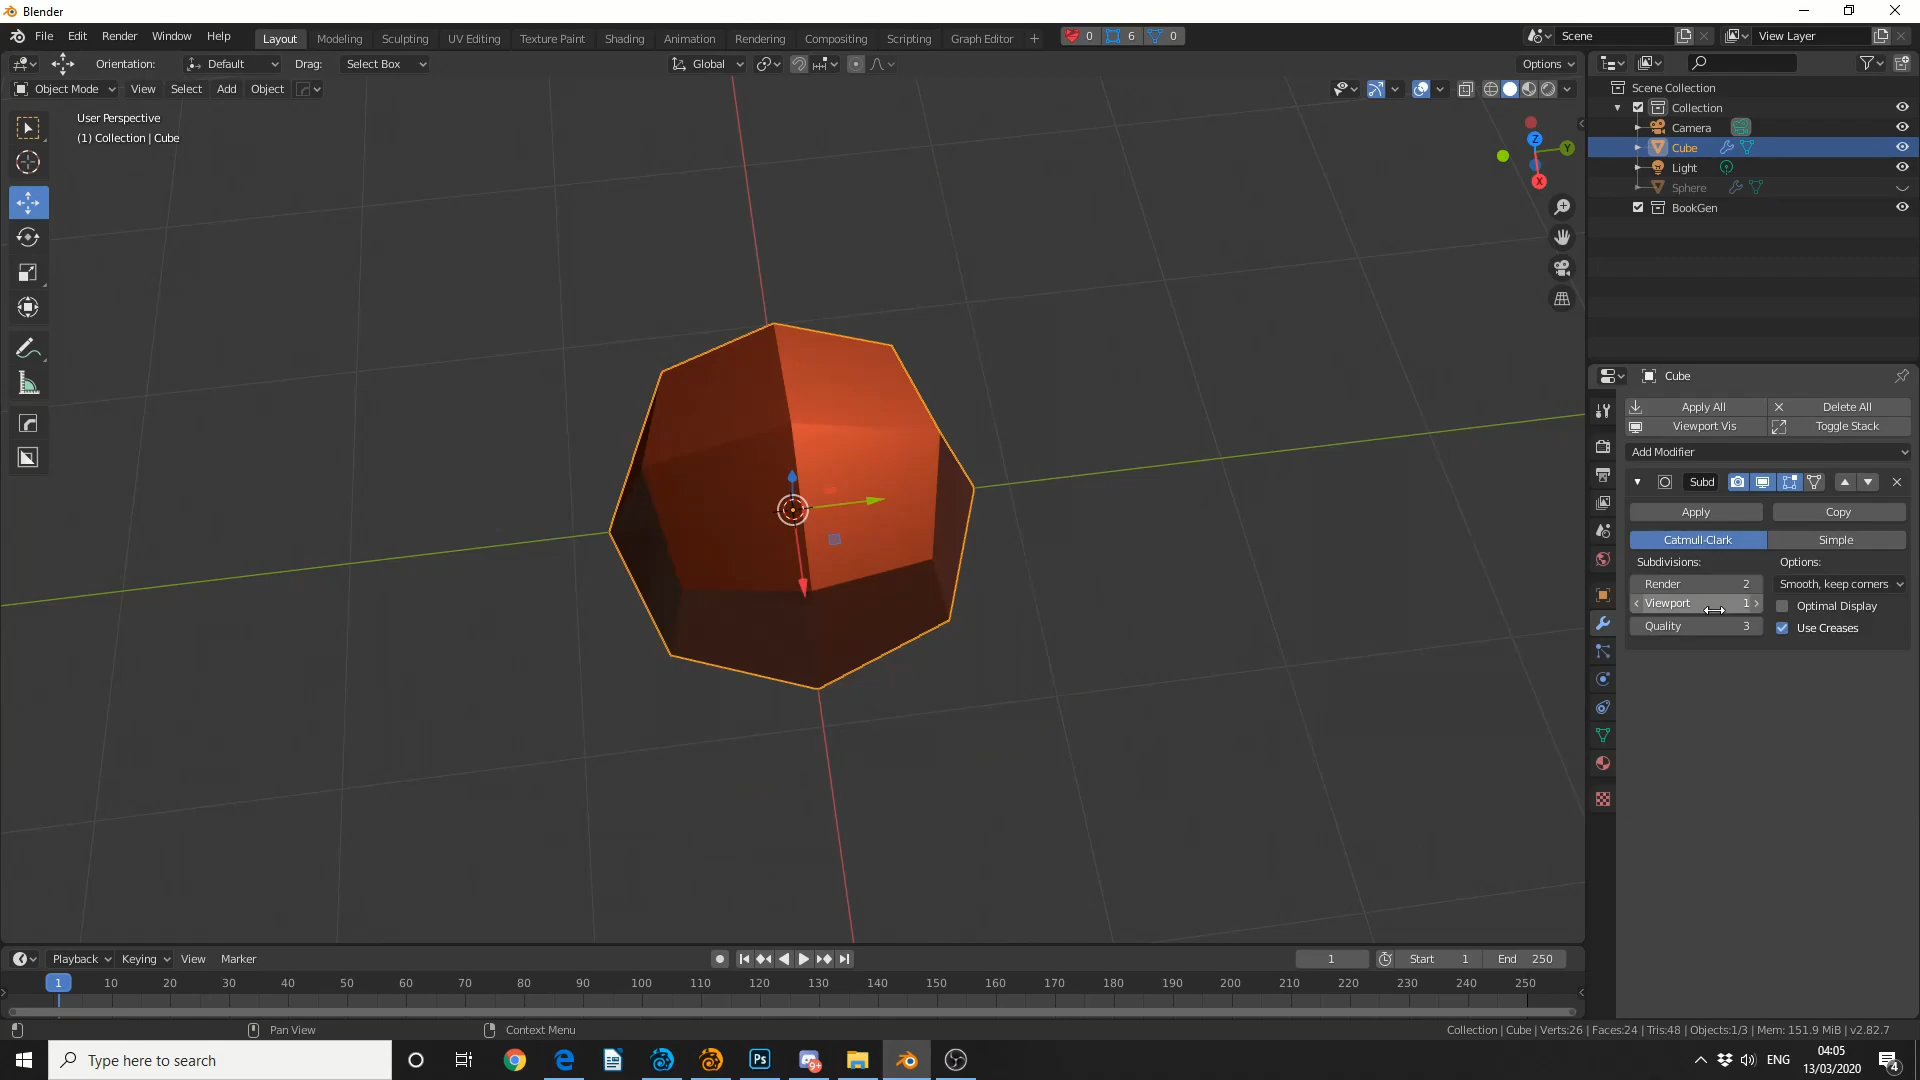 Blender
File Edit Render Window Help Layout Modeling Sculpting UV Editing Texture Paint Shading Animation Rendering Compositing Scripting Graph Editor + 0 6 0 Scene View Layer
Orientation: Default Drag: Select Box Global Options
Object Mode View Select Add Object
User Perspective
(1) Collection | Cube
Z
Y
X
Scene Collection
Collection
Camera
Cube
Light
Sphere
BookGen
Cube
Apply All Delete All
Viewport Vis Toggle Stack
Add Modifier
Subd
Apply Copy
Catmull-Clark Simple
Subdivisions: Options:
Render 2 Smooth, keep corners
Viewport 1 Optimal Display
Quality 3 Use Creases
Playback Keying View Marker 1 Start 1 End 250
1 10 20 30 40 50 60 70 80 90 100 110 120 130 140 150 160 170 180 190 200 210 220 230 240 250
Pan View Context Menu Collection | Cube | Verts:26 | Faces:24 | Tris:48 | Objects:1/3 | Mem: 151.9 MiB | v2.82.7
Type here to search Ps 9+ ENG 04:05
13/03/2020 4